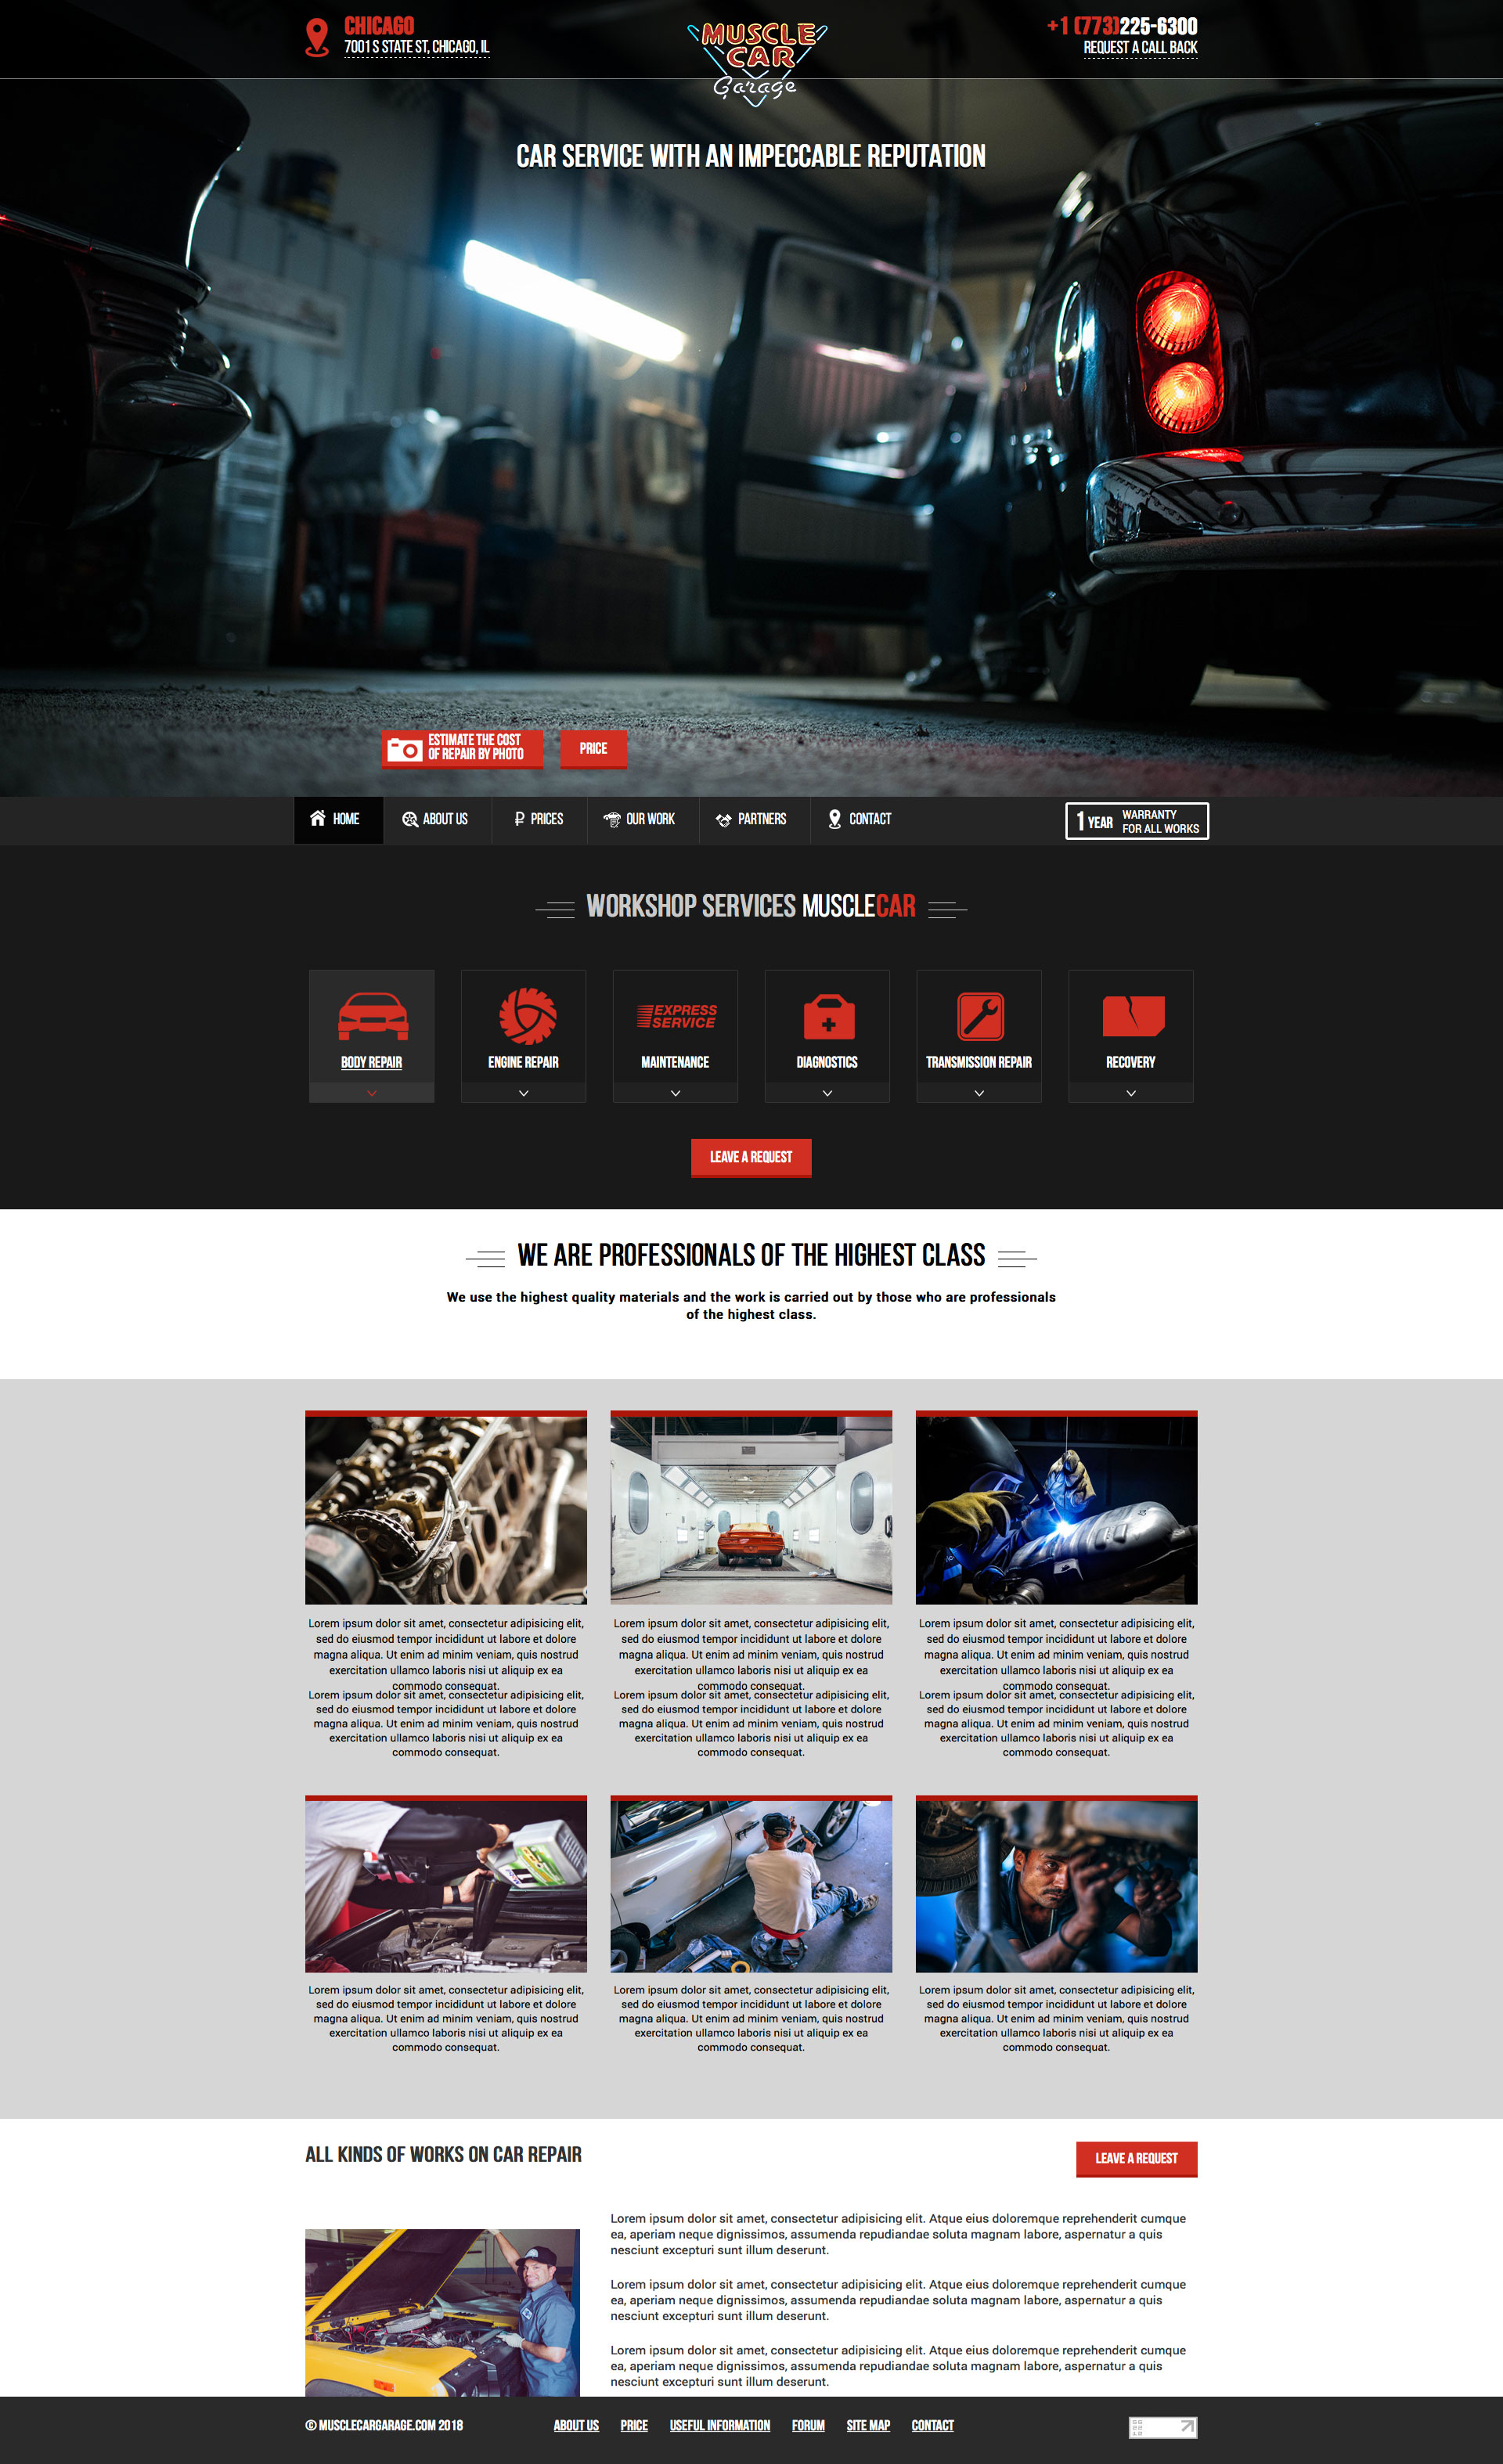 CHICAGO
7001 S STATE ST, CHICAGO, IL
MUSCLE
CAR
Garage
+1 (773)225-6300
REQUEST A CALL BACK
CAR SERVICE WITH AN IMPECCABLE REPUTATION
ESTIMATE THE COST
OF REPAIR BY PHOTO
PRICE
HOME
ABOUT US
PRICES
OUR WORK
PARTNERS
CONTACT
1 YEAR
WARRANTY
FOR ALL WORKS
WORKSHOP SERVICES MUSCLECAR
EXPRESS
SERVICE
BODY REPAIR
ENGINE REPAIR
MAINTENANCE
DIAGNOSTICS
TRANSMISSION REPAIR
RECOVERY
LEAVE A REQUEST
WE ARE PROFESSIONALS OF THE HIGHEST CLASS
We use the highest quality materials and the work is carried out by those who are professionals
of the highest class.
Lorem ipsum dolor sit amet, consectetur adipisicing elit,
sed do eiusmod tempor incididunt ut labore et dolore
magna aliqua. Ut enim ad minim veniam, quis nostrud
exercitation ullamco laboris nisi ut aliquip ex ea
commodo consequat.
Lorem ipsum dolor sit amet, consectetur adipisicing elit,
sed do eiusmod tempor incididunt ut labore et dolore
magna aliqua. Ut enim ad minim veniam, quis nostrud
exercitation ullamco laboris nisi ut aliquip ex ea
commodo consequat.
Lorem ipsum dolor sit amet, consectetur adipisicing elit,
sed do eiusmod tempor incididunt ut labore et dolore
magna aliqua. Ut enim ad minim veniam, quis nostrud
exercitation ullamco laboris nisi ut aliquip ex ea
commodo consequat.
Lorem ipsum dolor sit amet, consectetur adipisicing elit,
sed do eiusmod tempor incididunt ut labore et dolore
magna aliqua. Ut enim ad minim veniam, quis nostrud
exercitation ullamco laboris nisi ut aliquip ex ea
commodo consequat.
Lorem ipsum dolor sit amet, consectetur adipisicing elit,
sed do eiusmod tempor incididunt ut labore et dolore
magna aliqua. Ut enim ad minim veniam, quis nostrud
exercitation ullamco laboris nisi ut aliquip ex ea
commodo consequat.
Lorem ipsum dolor sit amet, consectetur adipisicing elit,
sed do eiusmod tempor incididunt ut labore et dolore
magna aliqua. Ut enim ad minim veniam, quis nostrud
exercitation ullamco laboris nisi ut aliquip ex ea
commodo consequat.
Lorem ipsum dolor sit amet, consectetur adipisicing elit,
sed do eiusmod tempor incididunt ut labore et dolore
magna aliqua. Ut enim ad minim veniam, quis nostrud
exercitation ullamco laboris nisi ut aliquip ex ea
commodo consequat.
Lorem ipsum dolor sit amet, consectetur adipisicing elit,
sed do eiusmod tempor incididunt ut labore et dolore
magna aliqua. Ut enim ad minim veniam, quis nostrud
exercitation ullamco laboris nisi ut aliquip ex ea
commodo consequat.
Lorem ipsum dolor sit amet, consectetur adipisicing elit,
sed do eiusmod tempor incididunt ut labore et dolore
magna aliqua. Ut enim ad minim veniam, quis nostrud
exercitation ullamco laboris nisi ut aliquip ex ea
commodo consequat.
ALL KINDS OF WORKS ON CAR REPAIR
LEAVE A REQUEST
Lorem ipsum dolor sit amet, consectetur adipisicing elit. Atque eius doloremque reprehenderit cumque
ea, aperiam neque dignissimos, assumenda repudiandae soluta magnam labore, aspernatur a quis
nesciunt excepturi sunt illum deserunt.
Lorem ipsum dolor sit amet, consectetur adipisicing elit. Atque eius doloremque reprehenderit cumque
ea, aperiam neque dignissimos, assumenda repudiandae soluta magnam labore, aspernatur a quis
nesciunt excepturi sunt illum deserunt.
Lorem ipsum dolor sit amet, consectetur adipisicing elit. Atque eius doloremque reprehenderit cumque
ea, aperiam neque dignissimos, assumenda repudiandae soluta magnam labore, aspernatur a quis
nesciunt excepturi sunt illum deserunt.
© MUSCLECARGARAGE.COM 2018
ABOUT US
PRICE
USEFUL INFORMATION
FORUM
SITE MAP
CONTACT